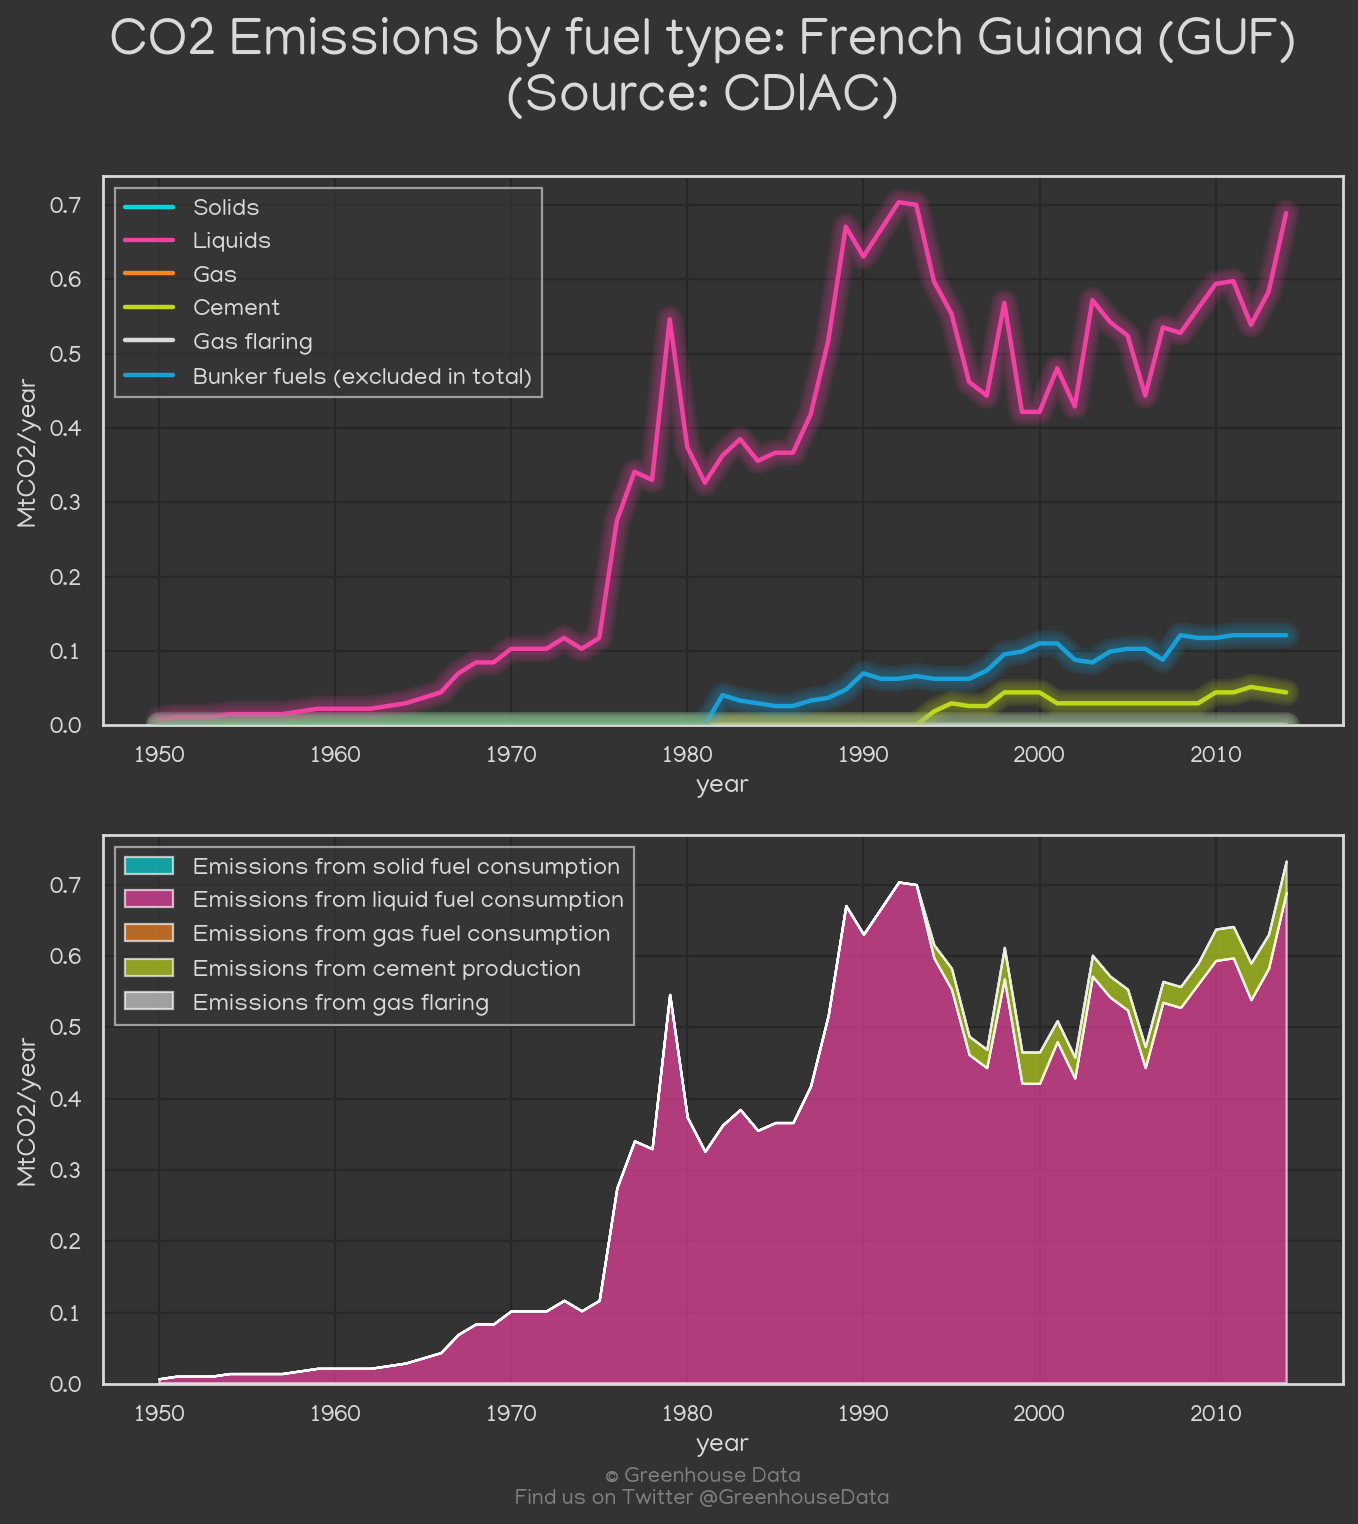 CO2 Emissions by fuel type: French Guiana (GUF)
(Source: CDIAC)
Solids
Liquids
Gas
Cement
Gas flaring
Bunker fuels (excluded in total)
MtCO2/year
0.7
0.6
0.5
0.4
0.3
0.2
0.1
0.0
1950 1960 1970 1980 1990 2000 2010
year
Emissions from solid fuel consumption
Emissions from liquid fuel consumption
Emissions from gas fuel consumption
Emissions from cement production
Emissions from gas flaring
MtCO2/year
0.7
0.6
0.5
0.4
0.3
0.2
0.1
0.0
1950 1960 1970 1980 1990 2000 2010
year
© Greenhouse Data
Find us on Twitter @GreenhouseData